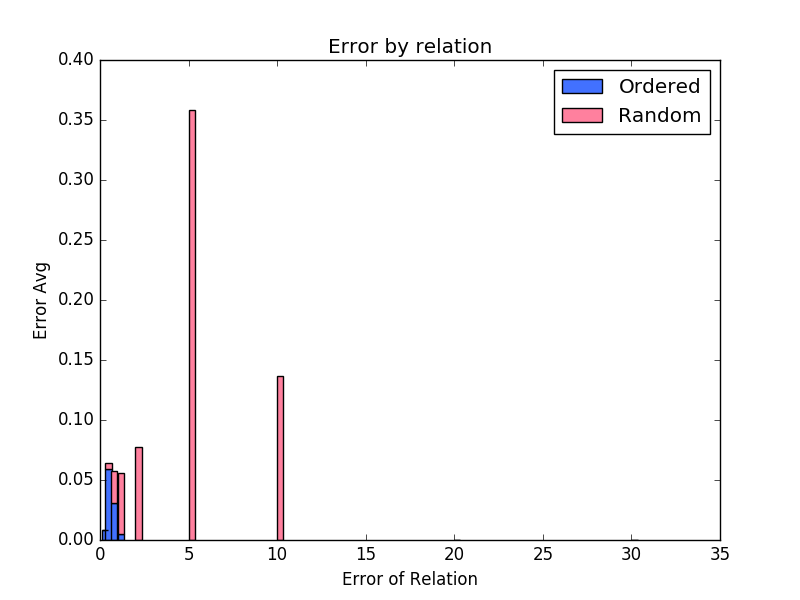 Error by relation
Ordered
Random
Error Avg
0.40
0.35
0.30
0.25
0.20
0.15
0.10
0.05
0.00
0 5 10 15 20 25 30 35
Error of Relation